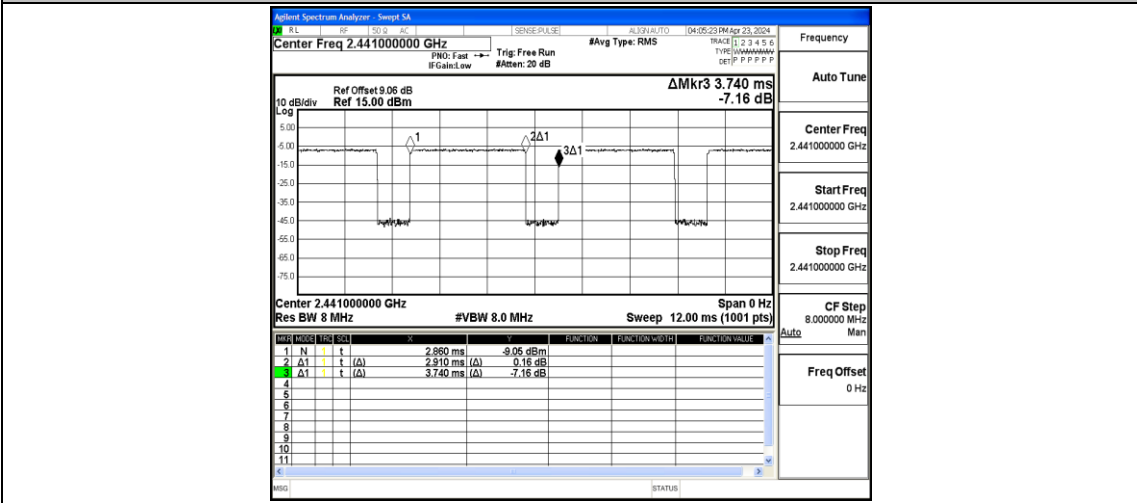 Agilent Spectrum Analyzer - Swept SA
RL RF 50 Ω AC SENSE:PULSE ALIGNAUTO 04:05:23 PM Apr 23, 2024
Center Freq 2.441000000 GHz #Avg Type: RMS TRACE 1 2 3 4 5 6
PNO: Fast Trig: Free Run TYPE
IFGain:Low #Atten: 20 dB DET P P P P P P
ΔMkr3 3.740 ms
-7.16 dB
Ref Offset 9.06 dB
10 dB/div Ref 15.00 dBm
Log
5.00
-5.00
-15.0
-25.0
-35.0
-45.0
-55.0
-65.0
-75.0
1
2Δ1
3Δ1
Center 2.441000000 GHz Span 0 Hz
Res BW 8 MHz #VBW 8.0 MHz Sweep 12.00 ms (1001 pts)
MKR MODE TRC SCL X Y FUNCTION FUNCTION WIDTH FUNCTION VALUE
1 N 1 t 2.860 ms -9.05 dBm
2 Δ1 1 t (Δ) 2.910 ms (Δ) 0.16 dB
3 Δ1 1 t (Δ) 3.740 ms (Δ) -7.16 dB
4
5
6
7
8
9
10
11
MSG STATUS
Frequency
Auto Tune
Center Freq
2.441000000 GHz
Start Freq
2.441000000 GHz
Stop Freq
2.441000000 GHz
CF Step
8.000000 MHz
Auto Man
Freq Offset
0 Hz